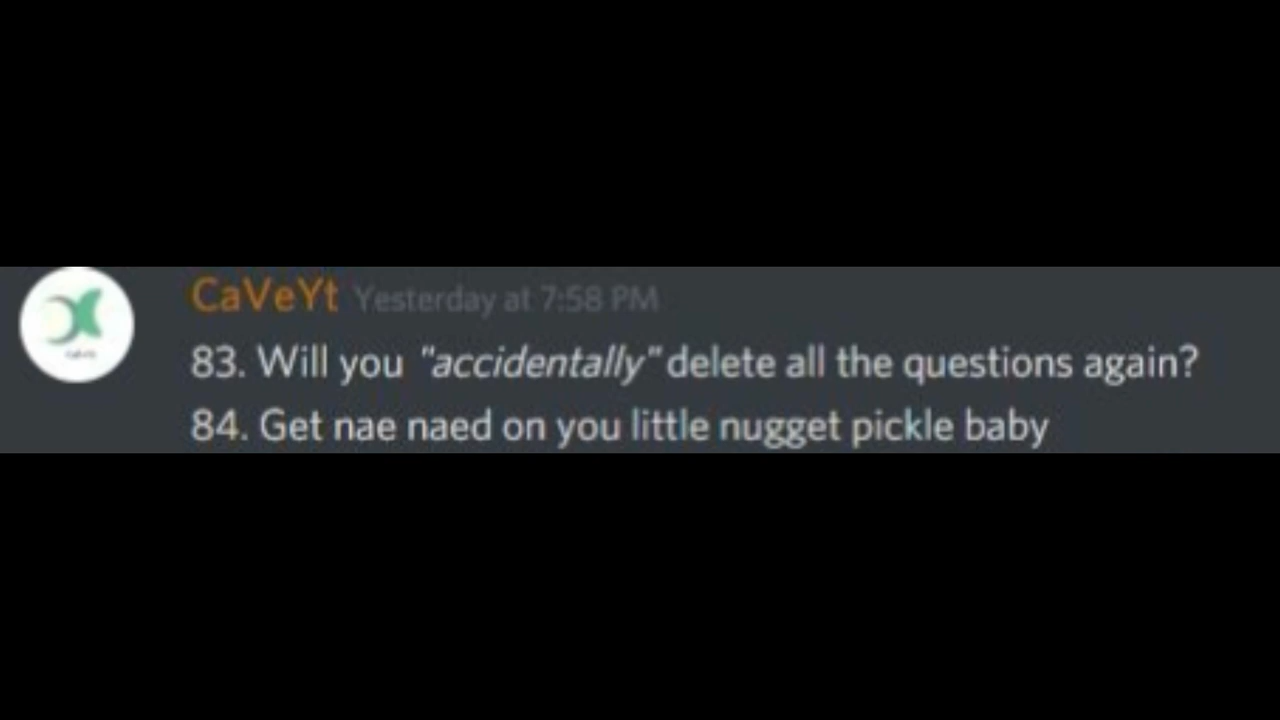 CaVeYt Yesterday at 7:58 PM
83. Will you "accidentally" delete all the questions again?
84. Get nae naed on you little nugget pickle baby